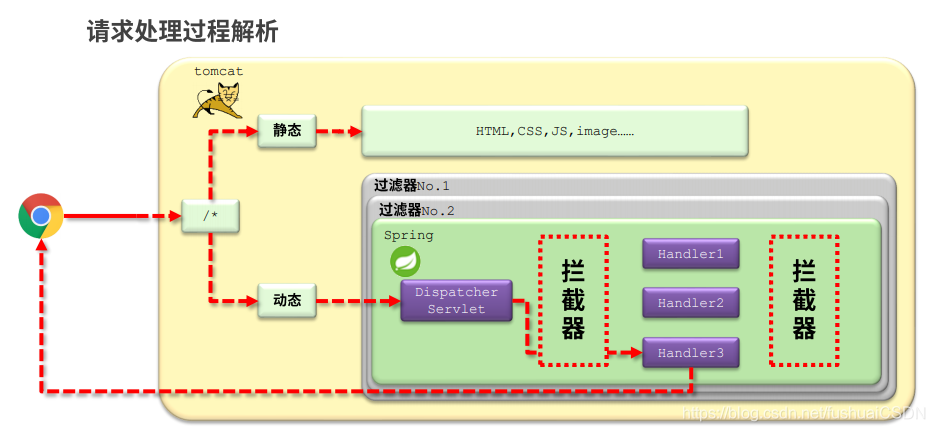 请求处理过程解析
tomcat
静态
HTML,CSS,JS,image……
/*
动态
过滤器No.1
过滤器No.2
Spring
Dispatcher
Servlet
拦
截
器
Handler1
Handler2
Handler3
拦
截
器
https://blog.csdn.net/fushuaiCSDN